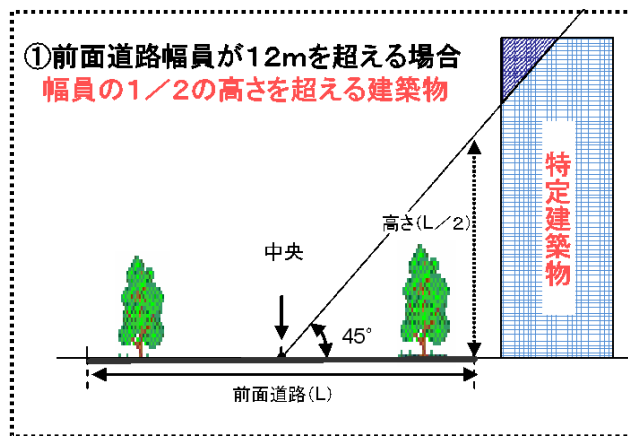 ①前面道路幅員が12mを超える場合
幅員の1／2の高さを超える建築物
特定建築物
高さ(L／2)
中央
45°
前面道路(L)